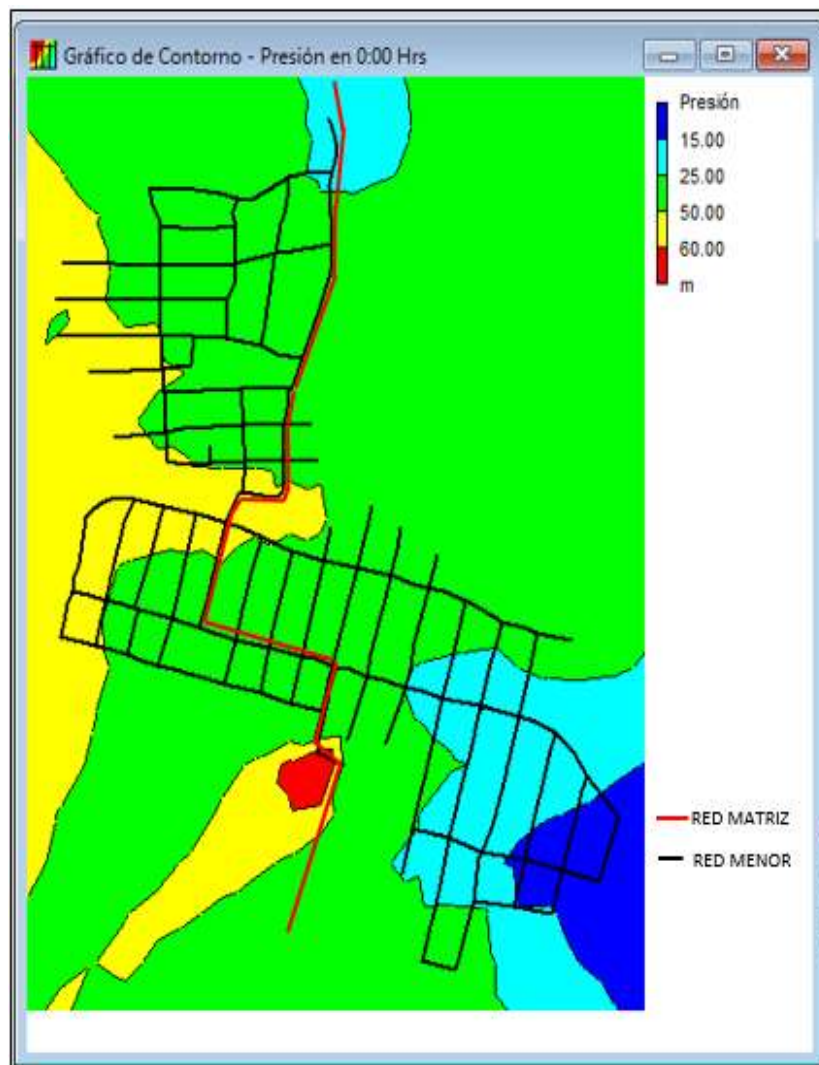 Gráfico de Contorno - Presión en 0:00 Hrs
Presión
15.00
25.00
50.00
60.00
m
RED MATRIZ
RED MENOR